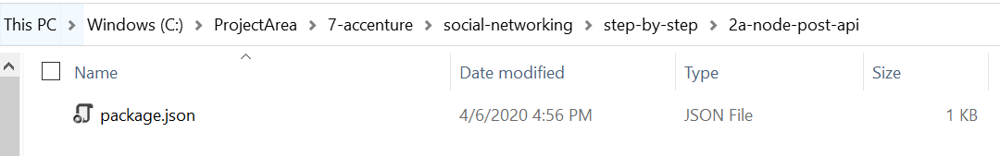 This PC > Windows (C:) > ProjectArea > 7-accenture > social-networking > step-by-step > 2a-node-post-api
Name Date modified Type Size
package.json 4/6/2020 4:56 PM JSON File 1 KB